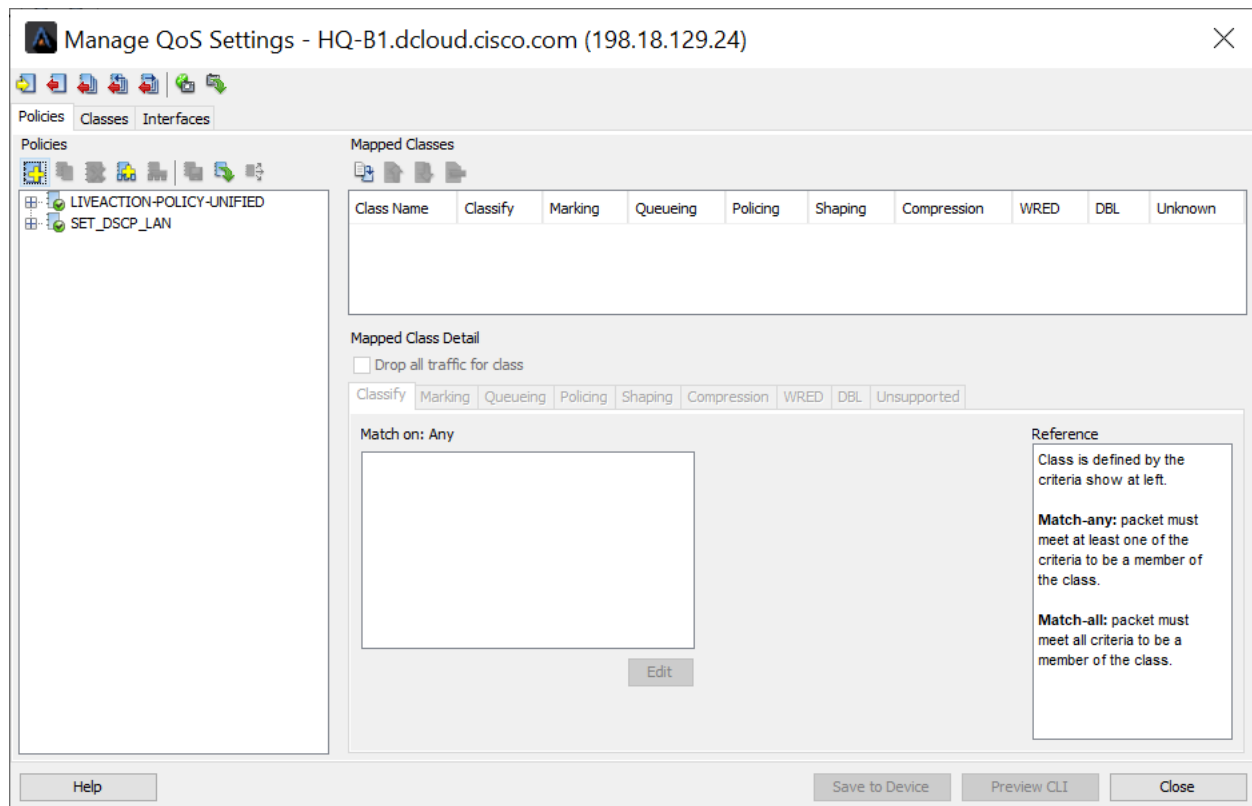 Manage QoS Settings - HQ-B1.dcloud.cisco.com (198.18.129.24)
Policies Classes Interfaces
Policies
LIVEACTION-POLICY-UNIFIED
SET_DSCP_LAN
Mapped Classes
Class Name Classify Marking Queueing Policing Shaping Compression WRED DBL Unknown
Mapped Class Detail
Drop all traffic for class
Classify Marking Queueing Policing Shaping Compression WRED DBL Unsupported
Match on: Any
Edit
Reference
Class is defined by the
criteria show at left.
Match-any: packet must
meet at least one of the
criteria to be a member of
the class.
Match-all: packet must
meet all criteria to be a
member of the class.
Help Save to Device Preview CLI Close